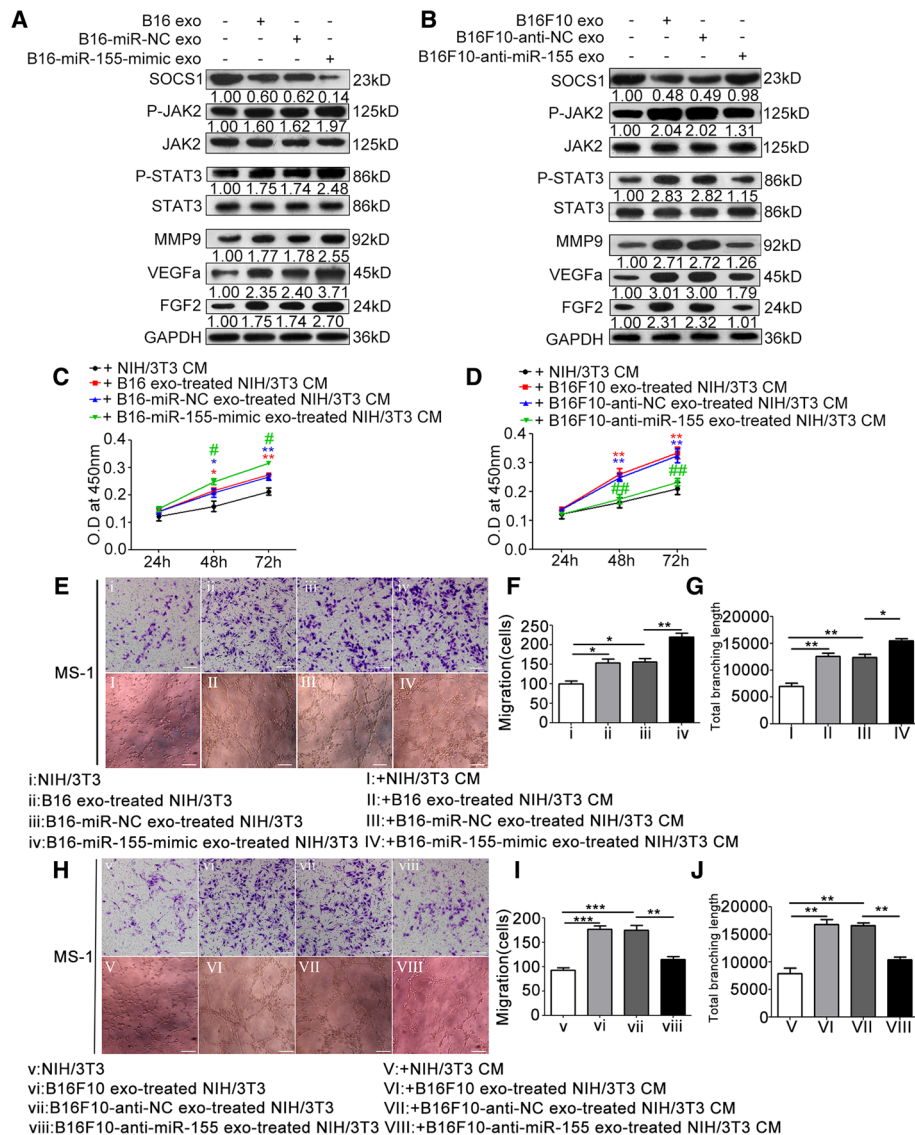 A
B16 exo - + - -
B16-miR-NC exo - - + -
B16-miR-155-mimic exo - - - +
SOCS1 23kD
1.00 0.60 0.62 0.14
P-JAK2 125kD
1.00 1.60 1.62 1.97
JAK2 125kD
P-STAT3 86kD
1.00 1.75 1.74 2.48
STAT3 86kD
MMP9 92kD
1.00 1.77 1.78 2.55
VEGFa 45kD
1.00 2.35 2.40 3.71
FGF2 24kD
1.00 1.75 1.74 2.70
GAPDH 36kD
B
B16F10 exo - + - -
B16F10-anti-NC exo - - + -
B16F10-anti-miR-155 exo - - - +
SOCS1 23kD
1.00 0.48 0.49 0.98
P-JAK2 125kD
1.00 2.04 2.02 1.31
JAK2 125kD
P-STAT3 86kD
1.00 2.83 2.82 1.15
STAT3 86kD
MMP9 92kD
1.00 2.71 2.72 1.26
VEGFa 45kD
1.00 3.01 3.00 1.79
FGF2 24kD
1.00 2.31 2.32 1.01
GAPDH 36kD
C
+ NIH/3T3 CM
+ B16 exo-treated NIH/3T3 CM
+ B16-miR-NC exo-treated NIH/3T3 CM
+ B16-miR-155-mimic exo-treated NIH/3T3 CM
O.D at 450nm
0.4
0.3
0.2
0.1
0.0
# #
* **
* **
24h 48h 72h
D
+ NIH/3T3 CM
+ B16F10 exo-treated NIH/3T3 CM
+ B16F10-anti-NC exo-treated NIH/3T3 CM
+ B16F10-anti-miR-155 exo-treated NIH/3T3 CM
O.D at 450nm
0.4
0.3
0.2
0.1
0.0
** **
** **
## ##
24h 48h 72h
E
MS-1
i ii iii iv
I II III IV
F
Migration(cells)
250
200
150
100
50
0
* * **
i ii iii iv
G
Total branching length
20000
15000
10000
5000
0
** ** *
I II III IV
i:NIH/3T3
ii:B16 exo-treated NIH/3T3
iii:B16-miR-NC exo-treated NIH/3T3
iv:B16-miR-155-mimic exo-treated NIH/3T3
I:+NIH/3T3 CM
II:+B16 exo-treated NIH/3T3 CM
III:+B16-miR-NC exo-treated NIH/3T3 CM
IV:+B16-miR-155-mimic exo-treated NIH/3T3 CM
H
MS-1
v vi vii viii
V VI VII VIII
I
Migration(cells)
200
150
100
50
0
*** *** **
v vi vii viii
J
Total branching length
20000
15000
10000
5000
0
** ** **
V VI VII VIII
v:NIH/3T3
vi:B16F10 exo-treated NIH/3T3
vii:B16F10-anti-NC exo-treated NIH/3T3
viii:B16F10-anti-miR-155 exo-treated NIH/3T3
V:+NIH/3T3 CM
VI:+B16F10 exo-treated NIH/3T3 CM
VII:+B16F10-anti-NC exo-treated NIH/3T3 CM
VIII:+B16F10-anti-miR-155 exo-treated NIH/3T3 CM